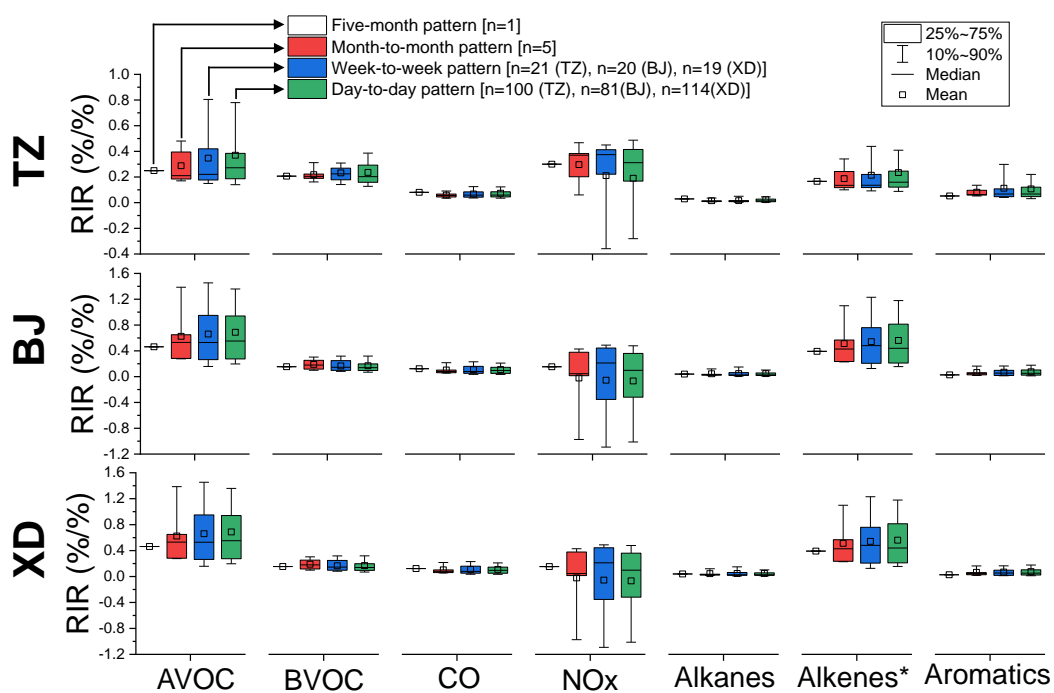 Five-month pattern [n=1]
Month-to-month pattern [n=5]
Week-to-week pattern [n=21 (TZ), n=20 (BJ), n=19 (XD)]
Day-to-day pattern [n=100 (TZ), n=81(BJ), n=114(XD)]
25%~75%
10%~90%
Median
Mean
TZ
RIR (%/%)
1.0
0.8
0.6
0.4
0.2
0.0
-0.2
-0.4
BJ
RIR (%/%)
1.6
1.2
0.8
0.4
0.0
-0.4
-0.8
-1.2
XD
RIR (%/%)
1.6
1.2
0.8
0.4
0.0
-0.4
-0.8
-1.2
AVOC BVOC CO NOx Alkanes Alkenes* Aromatics